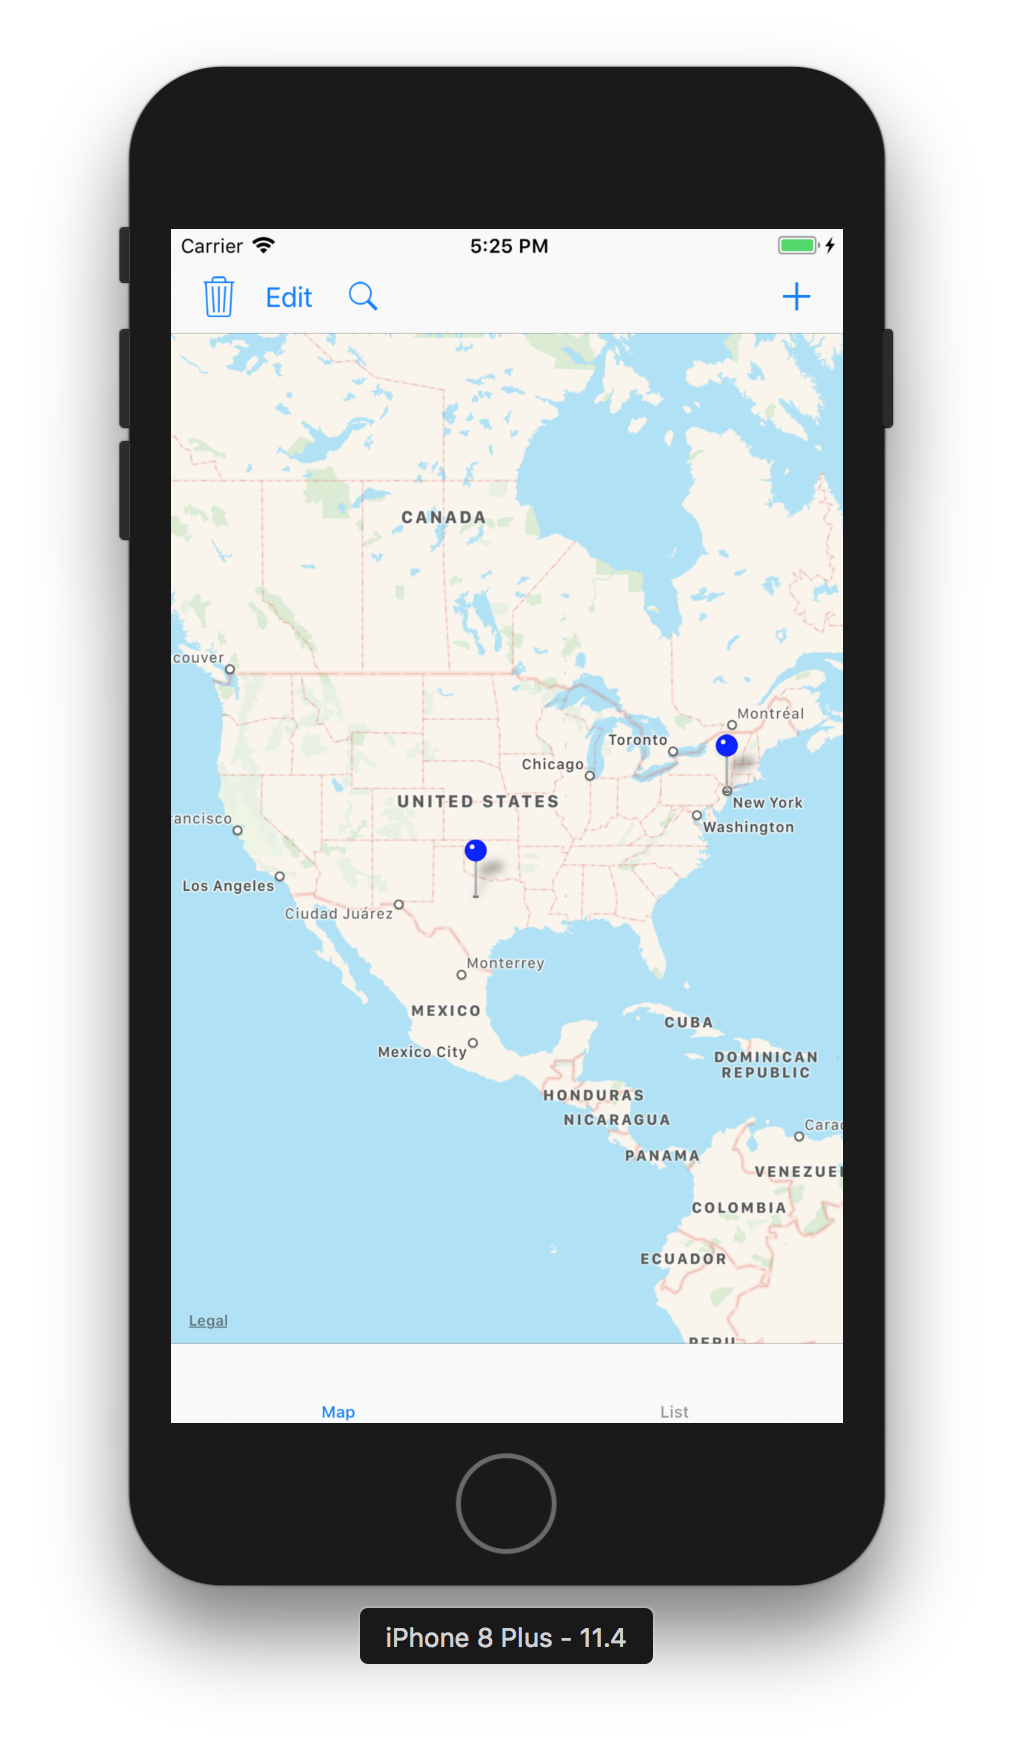 Carrier
5:25 PM
Edit
CANADA
couver
Montréal
Toronto
Chicago
UNITED STATES
New York
rancisco
Washington
Los Angeles
Ciudad Juárez
Monterrey
MEXICO
CUBA
Mexico City
DOMINICAN
REPUBLIC
HONDURAS
NICARAGUA
Carac
PANAMA
VENEZUEL
COLOMBIA
ECUADOR
Legal
PERU
Map
List
iPhone 8 Plus - 11.4